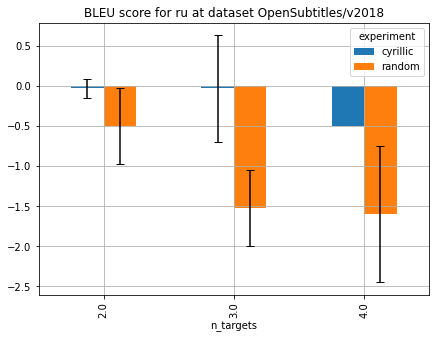 BLEU score for ru at dataset OpenSubtitles/v2018
experiment
cyrillic
random
0.5
0.0
−0.5
−1.0
−1.5
−2.0
−2.5
2.0
3.0
4.0
n_targets